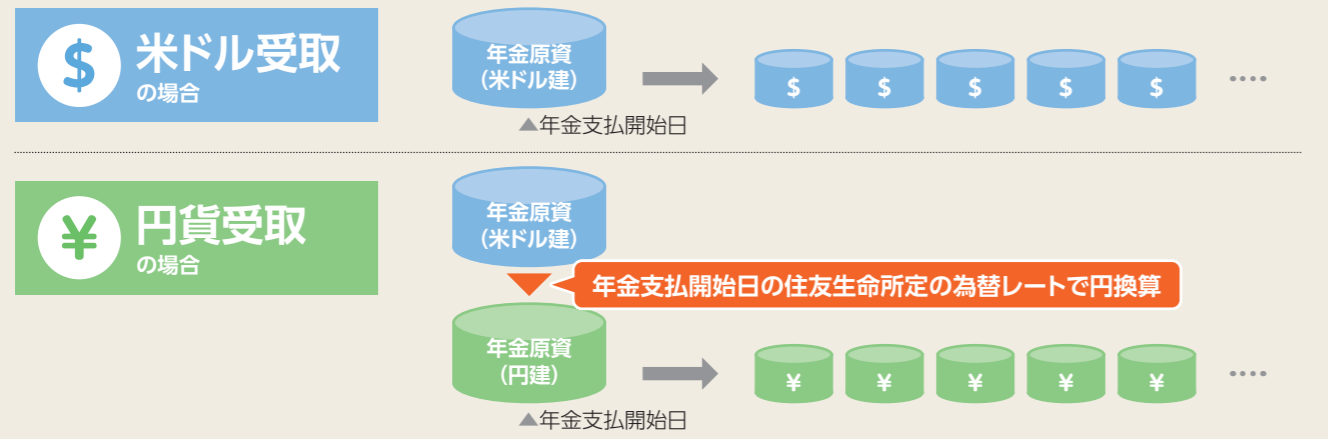 $
米ドル受取
の場合
年金原資
(米ドル建)
$ $ $ $ $ ‥‥
▲年金支払開始日
¥
円貨受取
の場合
年金原資
(米ドル建)
年金支払開始日の住友生命所定の為替レートで円換算
年金原資
(円建)
¥ ¥ ¥ ¥ ¥ ‥‥
▲年金支払開始日